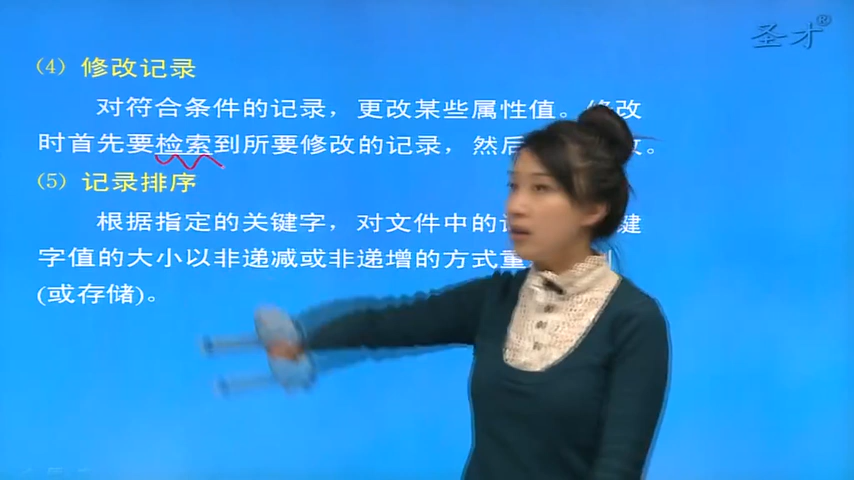 圣才®
(4) 修改记录
对符合条件的记录，更改某些属性值。修改
时首先要检索到所要修改的记录，然后
。
(5) 记录排序
根据指定的关键字，对文件中的 键
字值的大小以非递减或非递增的方式重
(或存储)。